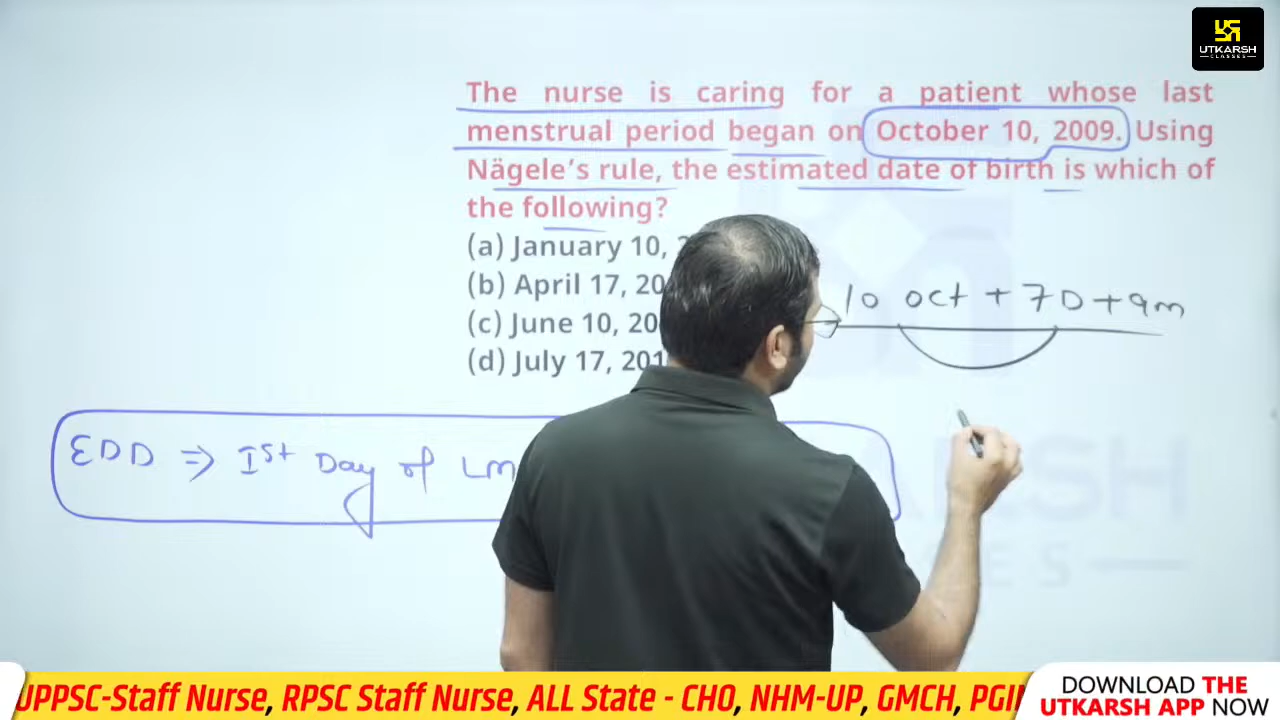 UTKARSH
CLASSES
The nurse is caring for a patient whose last
menstrual period began on October 10, 2009. Using
Nägele's rule, the estimated date of birth is which of
the following?
(a) January 10,
(b) April 17, 20
(c) June 10, 20
(d) July 17, 201
10 oct + 7D + 9m
EDD ⇒ Ist Day of LM
UPPSC-Staff Nurse, RPSC Staff Nurse, ALL State - CHO, NHM-UP, GMCH, PGI
DOWNLOAD THE
UTKARSH APP NOW